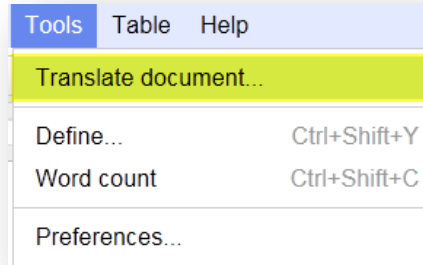 Tools Table Help
Translate document...
Define... Ctrl+Shift+Y
Word count Ctrl+Shift+C
Preferences...